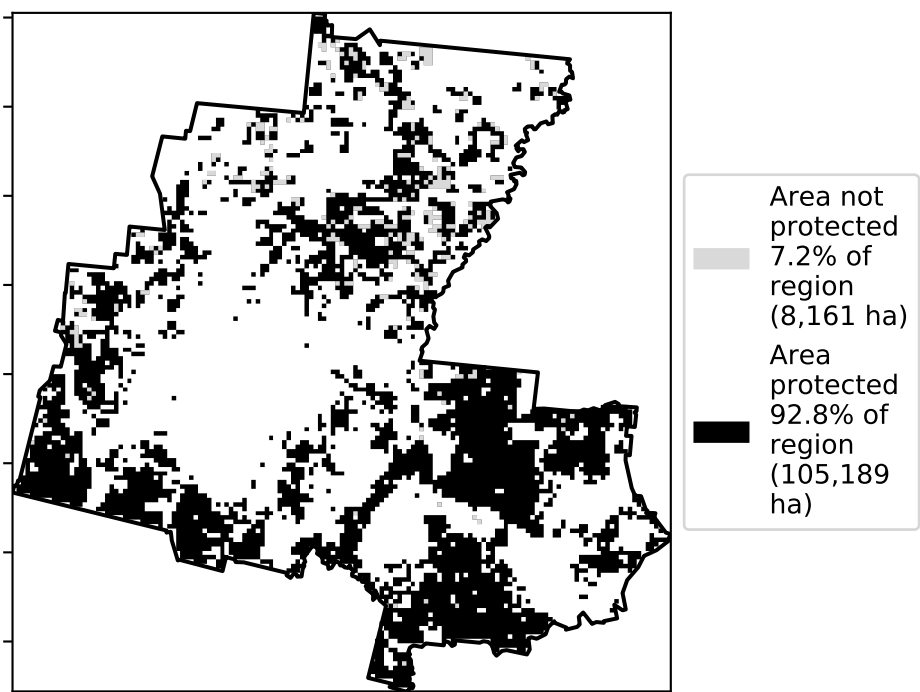 Area not
protected
7.2% of
region
(8,161 ha)
Area
protected
92.8% of
region
(105,189
ha)